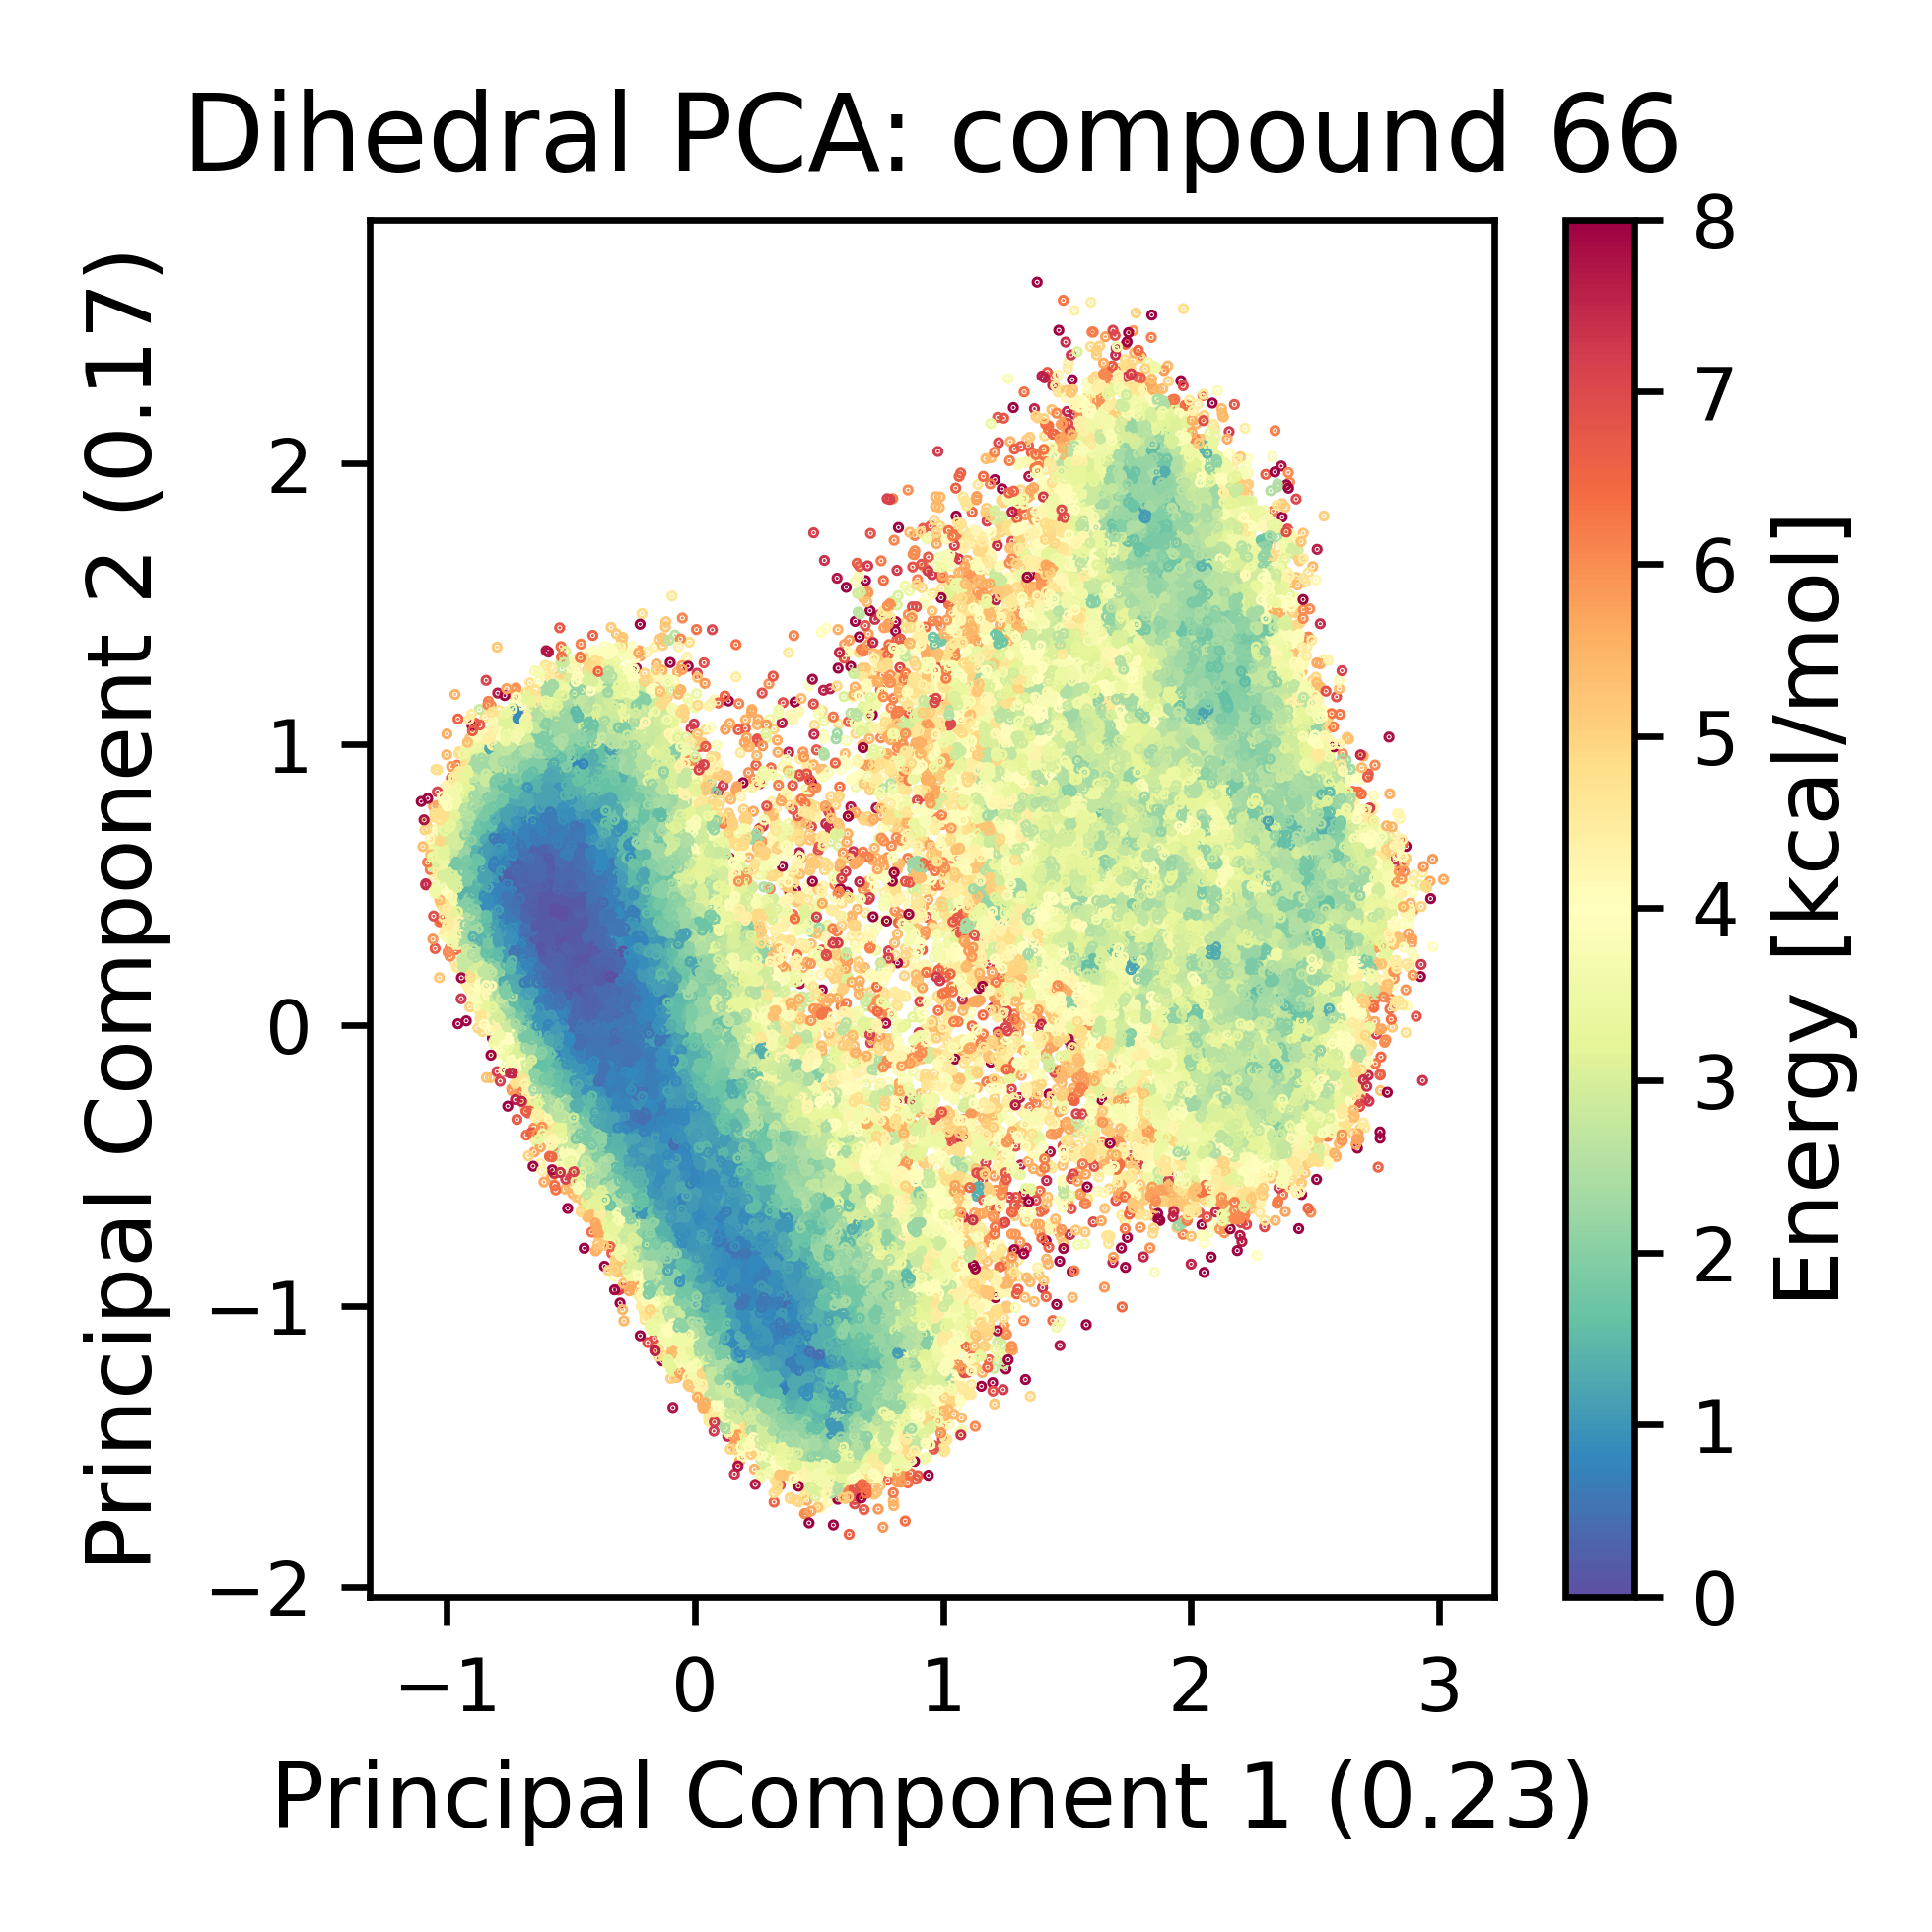 Dihedral PCA: compound 66
Principal Component 2 (0.17)
2
1
0
−1
−2
−1 0 1 2 3
Principal Component 1 (0.23)
8
7
6
5
4
3
2
1
0
Energy [kcal/mol]